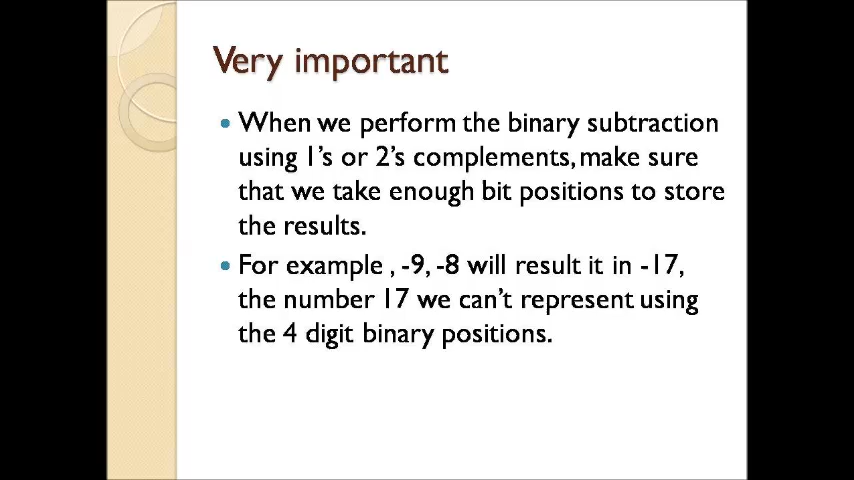 Very important
When we perform the binary subtraction
using 1's or 2's complements, make sure
that we take enough bit positions to store
the results.
For example , -9, -8 will result it in -17,
the number 17 we can't represent using
the 4 digit binary positions.